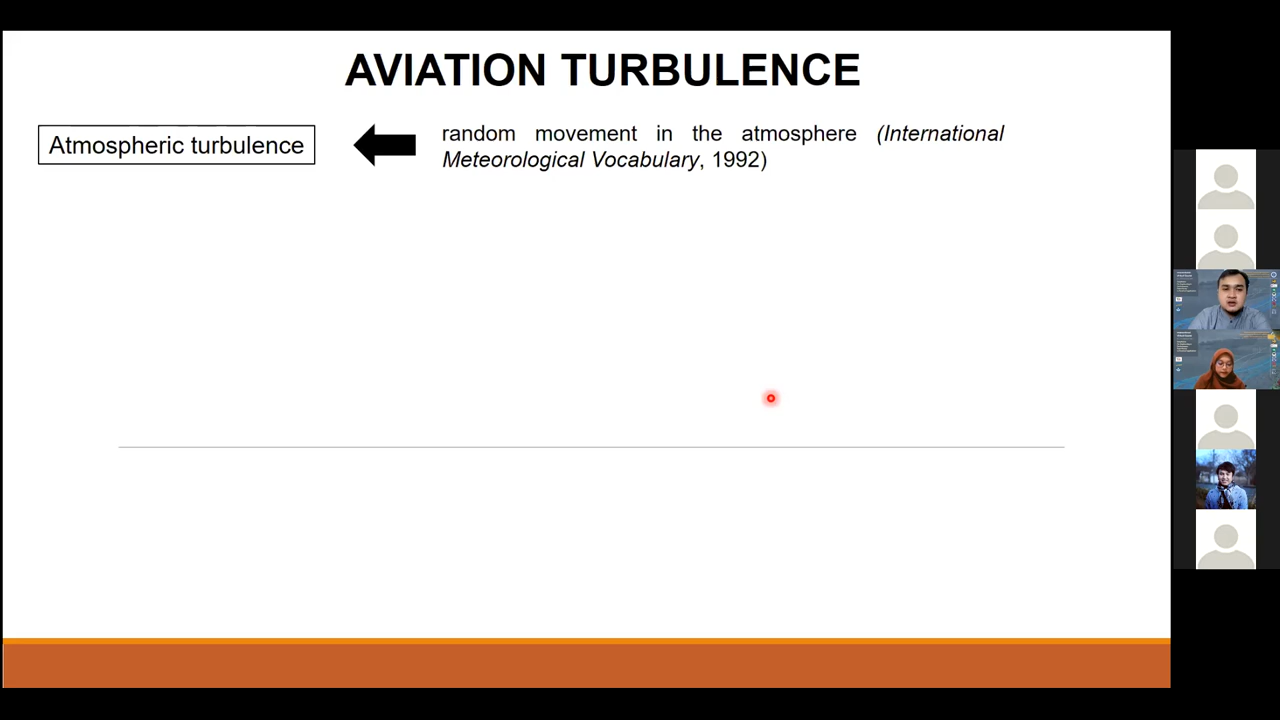 AVIATION TURBULENCE
Atmospheric turbulence
random movement in the atmosphere (International
Meteorological Vocabulary, 1992)